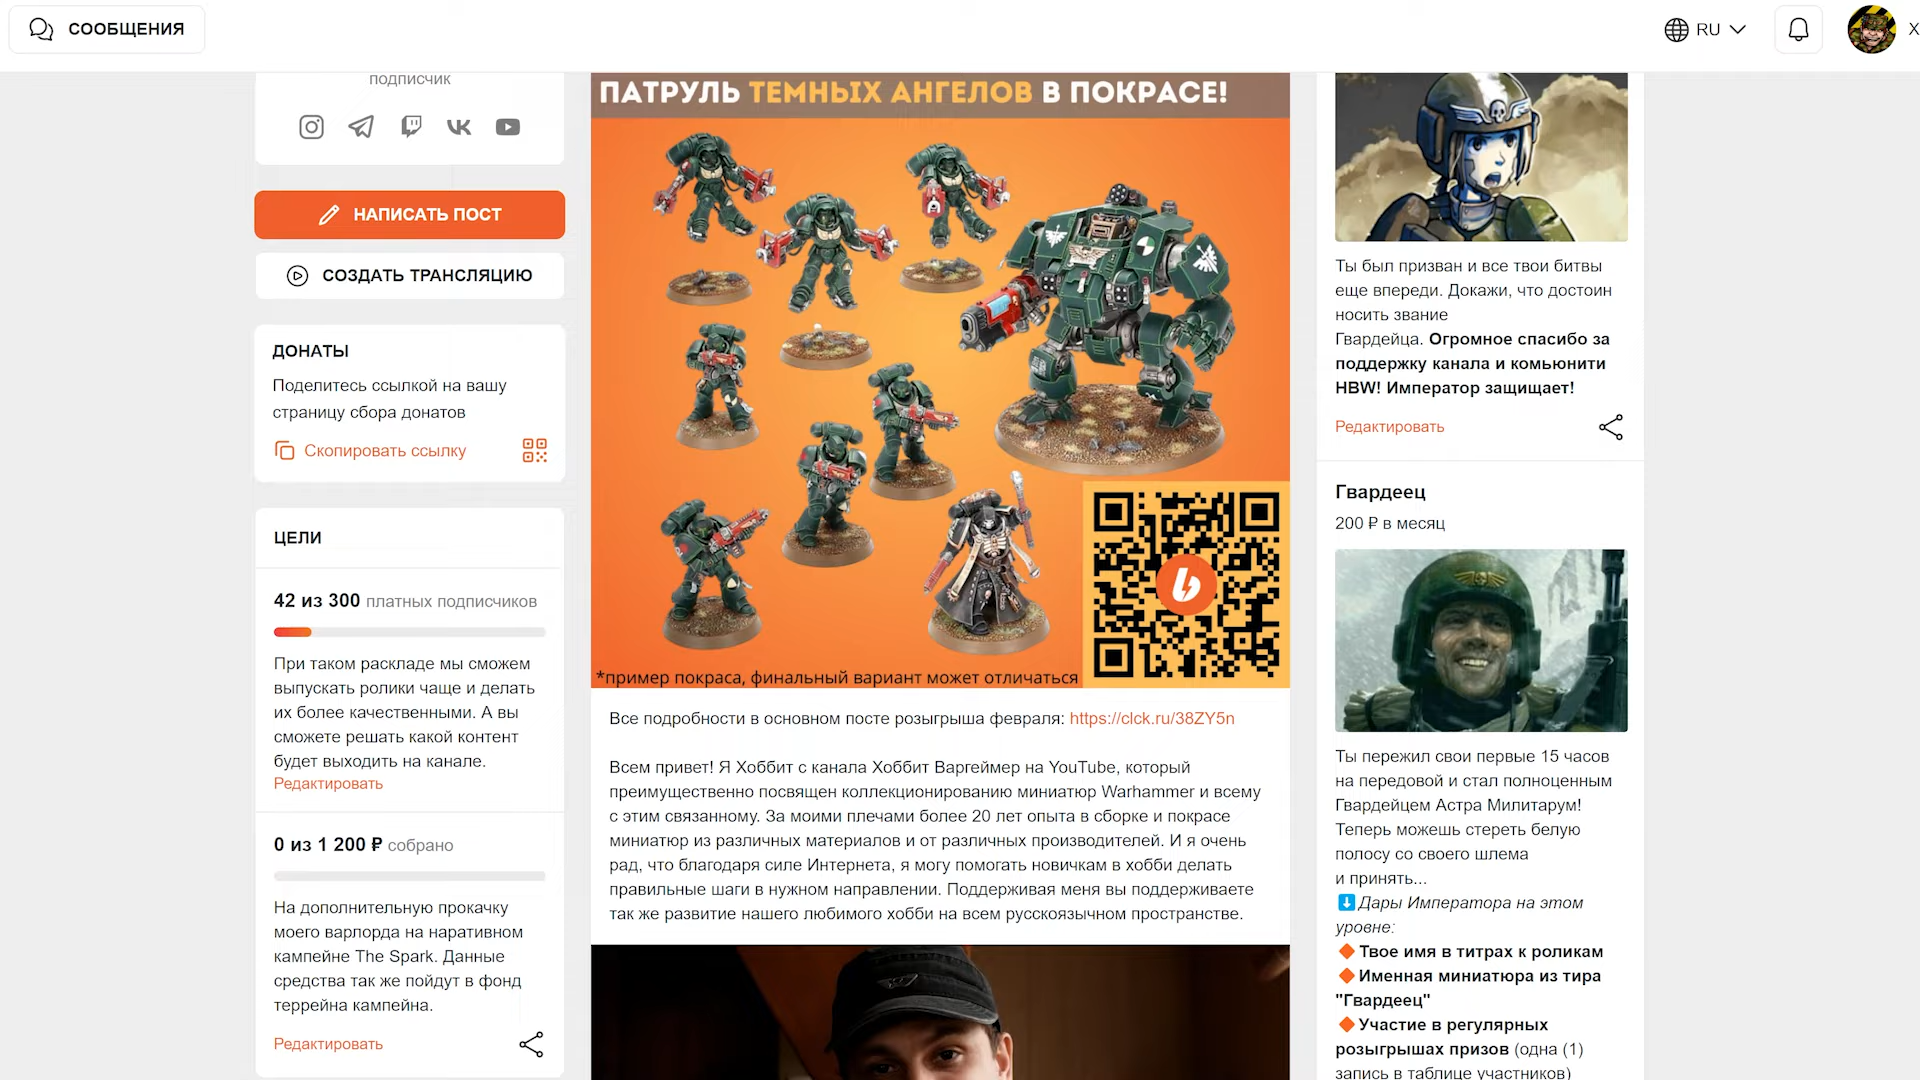 СООБЩЕНИЯ
RU
X
подписчик
НАПИСАТЬ ПОСТ
СОЗДАТЬ ТРАНСЛЯЦИЮ
ДОНАТЫ
Поделитесь ссылкой на вашу
страницу сбора донатов
Скопировать ссылку
ЦЕЛИ
42 из 300 платных подписчиков
При таком раскладе мы сможем
выпускать ролики чаще и делать
их более качественными. А вы
сможете решать какой контент
будет выходить на канале.
Редактировать
0 из 1 200 ₽ собрано
На дополнительную прокачку
моего варлорда на наративном
кампейне The Spark. Данные
средства так же пойдут в фонд
террейна кампейна.
Редактировать
ПАТРУЛЬ ТЕМНЫХ АНГЕЛОВ В ПОКРАСЕ!
*пример покраса, финальный вариант может отличаться
Все подробности в основном посте розыгрыша февраля: https://clck.ru/38ZY5n
Всем привет! Я Хоббит с канала Хоббит Варгеймер на YouTube, который
преимущественно посвящен коллекционированию миниатюр Warhammer и всему
с этим связанному. За моими плечами более 20 лет опыта в сборке и покрасе
миниатюр из различных материалов и от различных производителей. И я очень
рад, что благодаря силе Интернета, я могу помогать новичкам в хобби делать
правильные шаги в нужном направлении. Поддерживая меня вы поддерживаете
так же развитие нашего любимого хобби на всем русскоязычном пространстве.
Ты был призван и все твои битвы
еще впереди. Докажи, что достоин
носить звание
Гвардейца. Огромное спасибо за
поддержку канала и комьюнити
HBW! Император защищает!
Редактировать
Гвардеец
200 ₽ в месяц
Ты пережил свои первые 15 часов
на передовой и стал полноценным
Гвардейцем Астра Милитарум!
Теперь можешь стереть белую
полосу со своего шлема
и принять...
⬇️Дары Императора на этом
уровне:
🔶Твое имя в титрах к роликам
🔶Именная миниатюра из тира
"Гвардеец"
🔶Участие в регулярных
розыгрышах призов (одна (1)
запись в таблице участников)